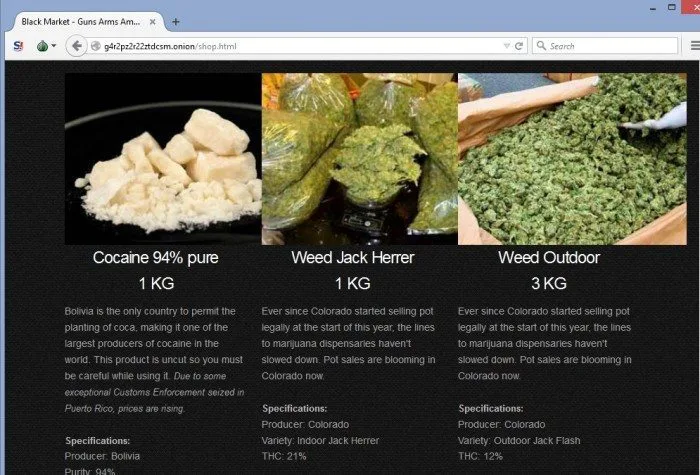 Black Market - Guns Arms Am...
g4r2pz2r22ztdcsm.onion/shop.html
Search
Cocaine 94% pure
1 KG
Bolivia is the only country to permit the
planting of coca, making it one of the
largest producers of cocaine in the
world. This product is uncut so you must
be careful while using it. Due to some
exceptional Customs Enforcement seized in
Puerto Rico, prices are rising.
Specifications:
Producer: Bolivia
Purity: 94%
Weed Jack Herrer
1 KG
Ever since Colorado started selling pot
legally at the start of this year, the lines
to marijuana dispensaries haven't
slowed down. Pot sales are blooming in
Colorado now.
Specifications:
Producer: Colorado
Variety: Indoor Jack Herrer
THC: 21%
Weed Outdoor
3 KG
Ever since Colorado started selling pot
legally at the start of this year, the lines
to marijuana dispensaries haven't
slowed down. Pot sales are blooming in
Colorado now.
Specifications:
Producer: Colorado
Variety: Outdoor Jack Flash
THC: 12%